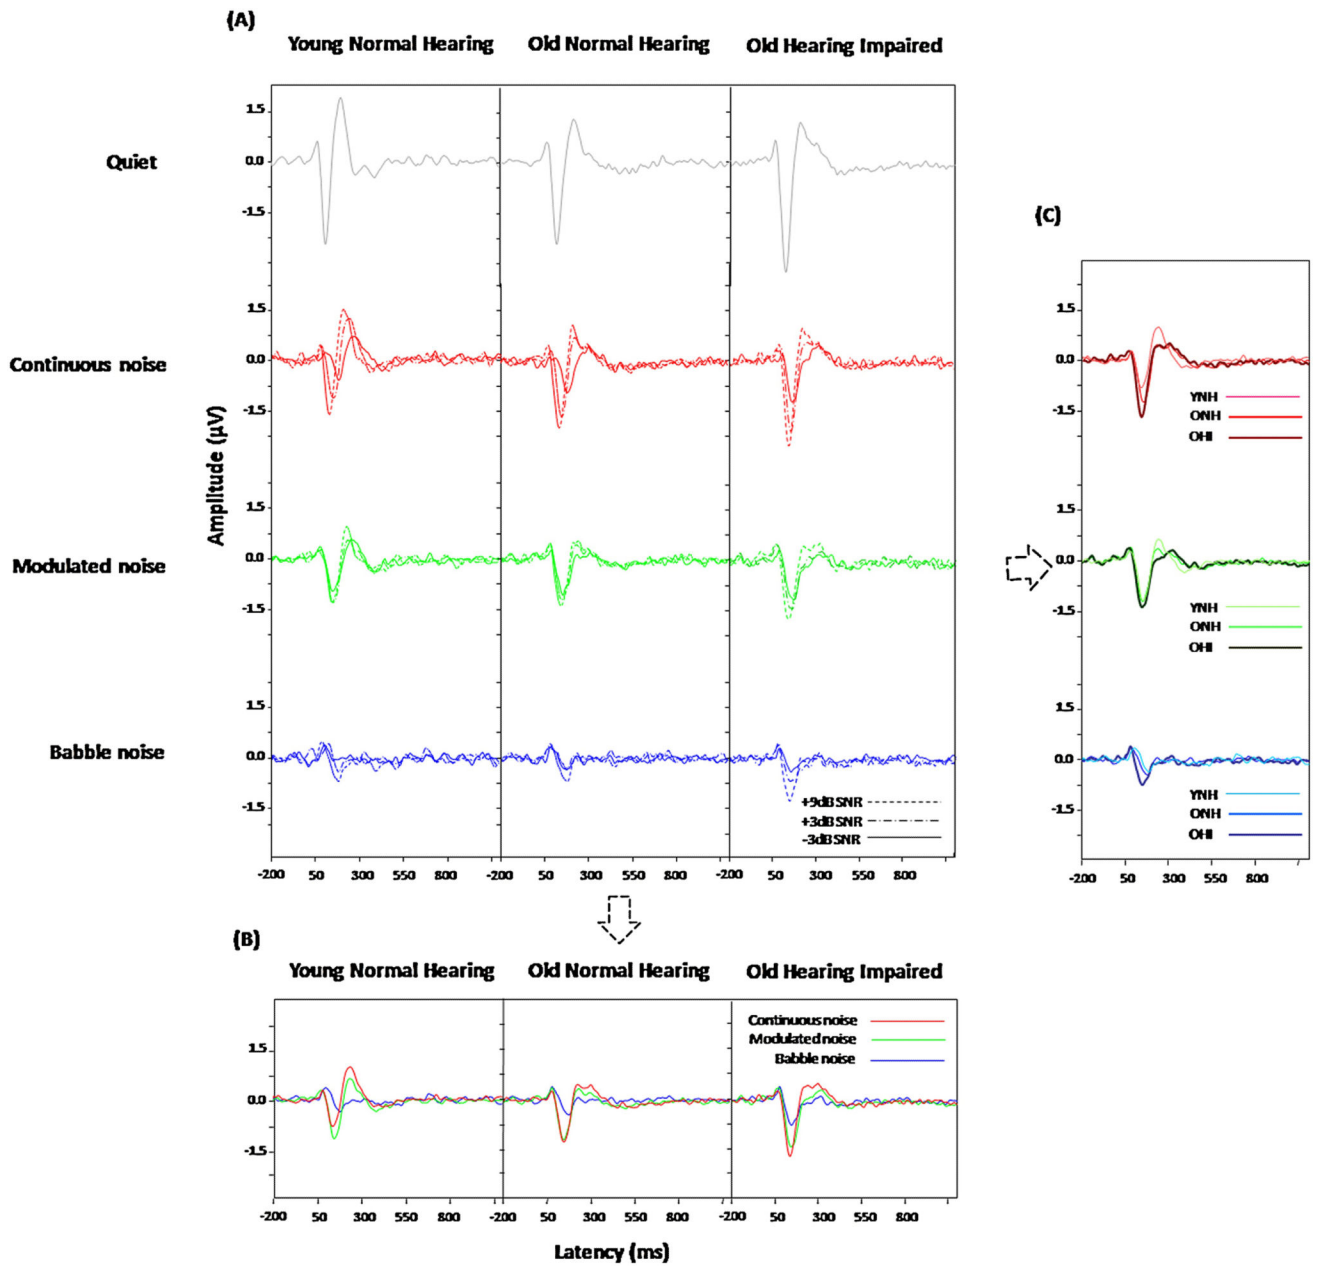 (A)
Young Normal Hearing
Old Normal Hearing
Old Hearing Impaired
Quiet
1.5
0.0
-1.5
Continuous noise
1.5
0.0
-1.5
Amplitude (μV)
Modulated noise
1.5
0.0
-1.5
Babble noise
1.5
0.0
-1.5
+9dB SNR
+3dB SNR
-3dB SNR
-200 50 300 550 800 -200 50 300 550 800 -200 50 300 550 800
(C)
1.5
0.0
-1.5
YNH
ONH
OHI
1.5
0.0
-1.5
YNH
ONH
OHI
1.5
0.0
-1.5
YNH
ONH
OHI
-200 50 300 550 800
(B)
Young Normal Hearing
Old Normal Hearing
Old Hearing Impaired
Continuous noise
Modulated noise
Babble noise
1.5
0.0
-1.5
-200 50 300 550 800 -200 50 300 550 800 -200 50 300 550 800
Latency (ms)